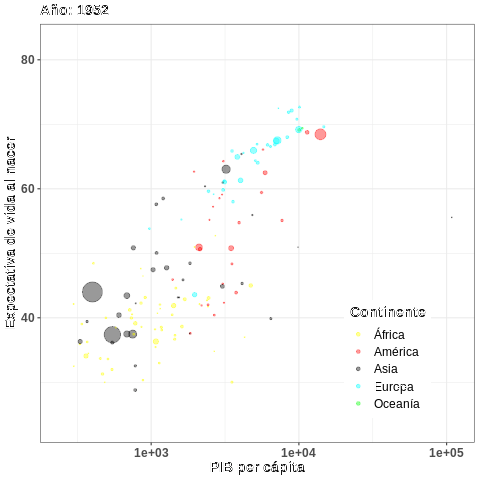 Año: 1952
Expectativa de vida al nacer
80
60
40
Continente
África
América
Asia
Europa
Oceanía
1e+03
1e+04
1e+05
PIB per cápita